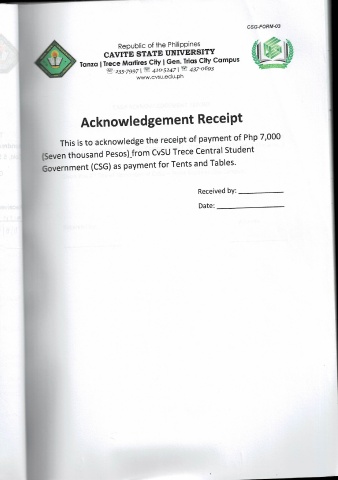 CSG-FORM-03
Republic of the Philippines
CAVITE STATE UNIVERSITY
Tanza | Trece Martires City | Gen. Trias City Campus
☏ 235-7997 | ☏ 410-5247 | ☏ 437-0693
www.cvsu.edu.ph
Acknowledgement Receipt
This is to acknowledge the receipt of payment of Php 7,000
(Seven thousand Pesos) from CvSU Trece Central Student
Government (CSG) as payment for Tents and Tables.
Received by: ____________
Date: ________________